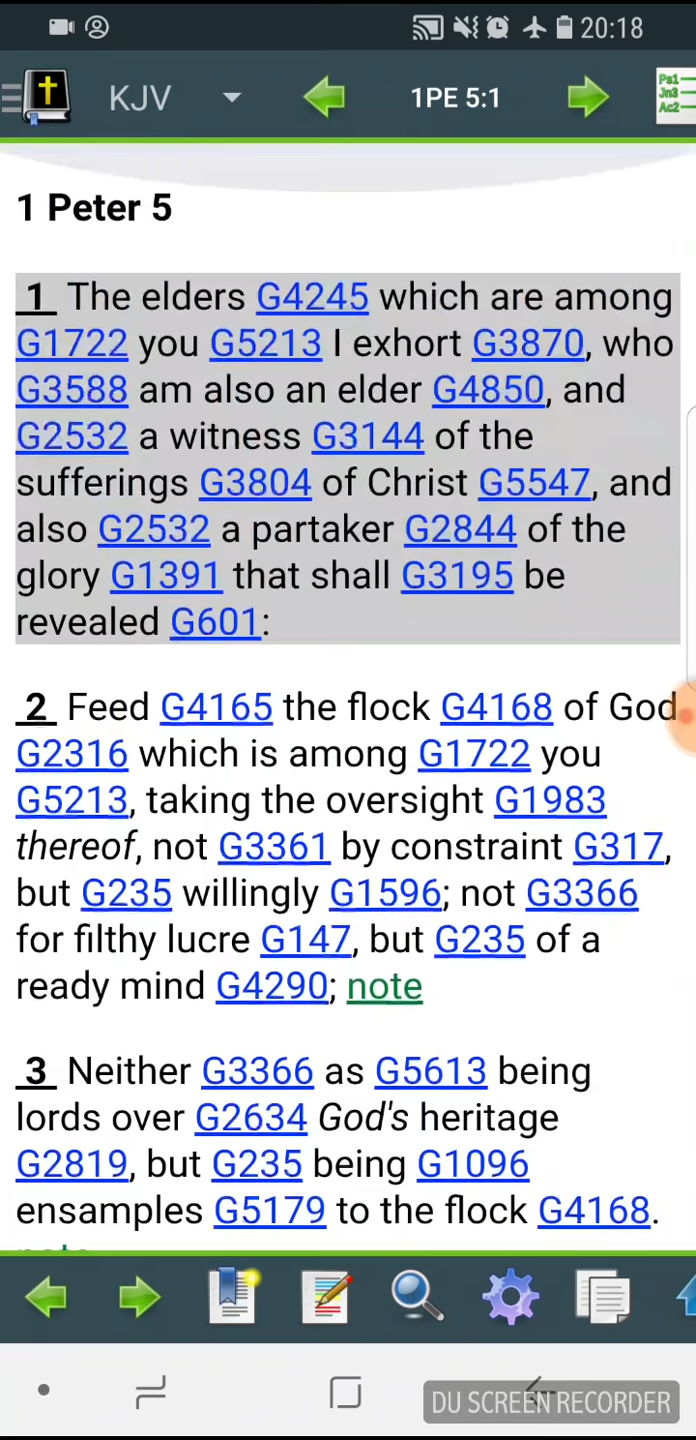 20:18
KJV
1PE 5:1
Ps1
Jn3
Ac2
1 Peter 5
1 The elders G4245 which are among
G1722 you G5213 I exhort G3870, who
G3588 am also an elder G4850, and
G2532 a witness G3144 of the
sufferings G3804 of Christ G5547, and
also G2532 a partaker G2844 of the
glory G1391 that shall G3195 be
revealed G601:
2 Feed G4165 the flock G4168 of God
G2316 which is among G1722 you
G5213, taking the oversight G1983
thereof, not G3361 by constraint G317,
but G235 willingly G1596; not G3366
for filthy lucre G147, but G235 of a
ready mind G4290; note
3 Neither G3366 as G5613 being
lords over G2634 God's heritage
G2819, but G235 being G1096
ensamples G5179 to the flock G4168.
DU SCREEN RECORDER